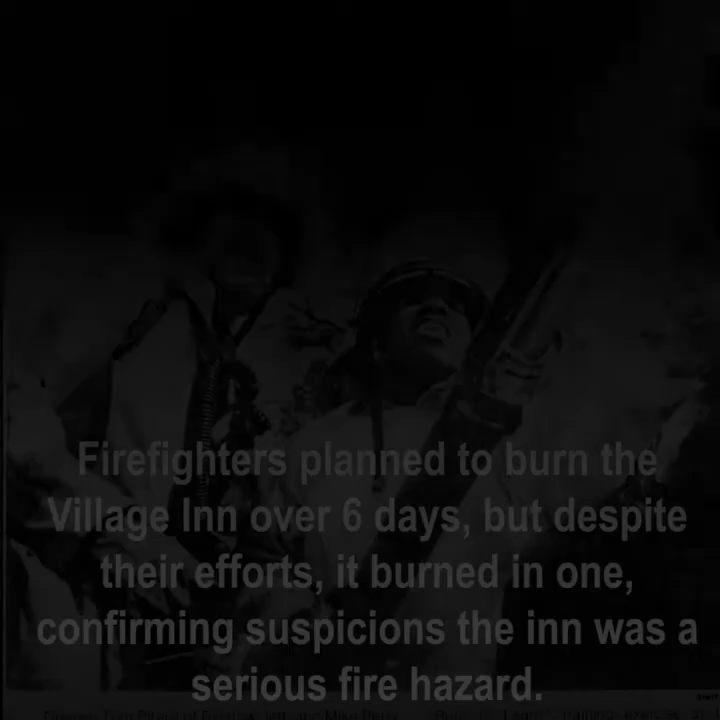 Firefighters planned to burn the
Village Inn over 6 days, but despite
their efforts, it burned in one,
confirming suspicions the inn was a
serious fire hazard.